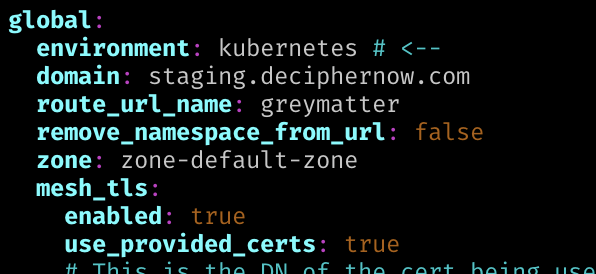 global:
  environment: kubernetes # <--
  domain: staging.deciphernow.com
  route_url_name: greymatter
  remove_namespace_from_url: false
  zone: zone-default-zone
  mesh_tls:
    enabled: true
    use_provided_certs: true
    # This is the DN of the cert being use